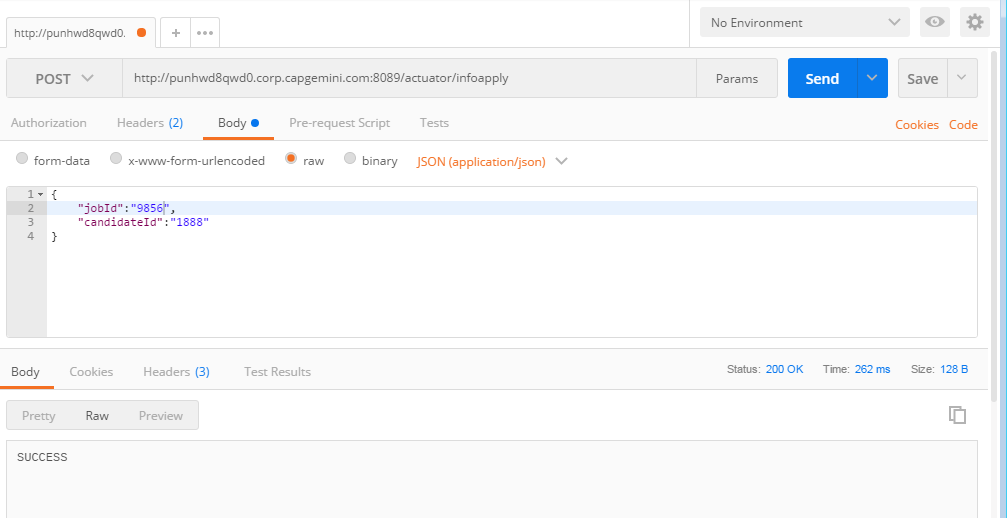 http://punhwd8qwd0.
+
•••
No Environment
POST
http://punhwd8qwd0.corp.capgemini.com:8089/actuator/infoapply
Params
Send
Save
Authorization
Headers (2)
Body
Pre-request Script
Tests
Cookies
Code
form-data
x-www-form-urlencoded
raw
binary
JSON (application/json)
1 {
2 "jobId":"9856",
3 "candidateId":"1888"
4 }
Body
Cookies
Headers (3)
Test Results
Status: 200 OK
Time: 262 ms
Size: 128 B
Pretty
Raw
Preview
SUCCESS